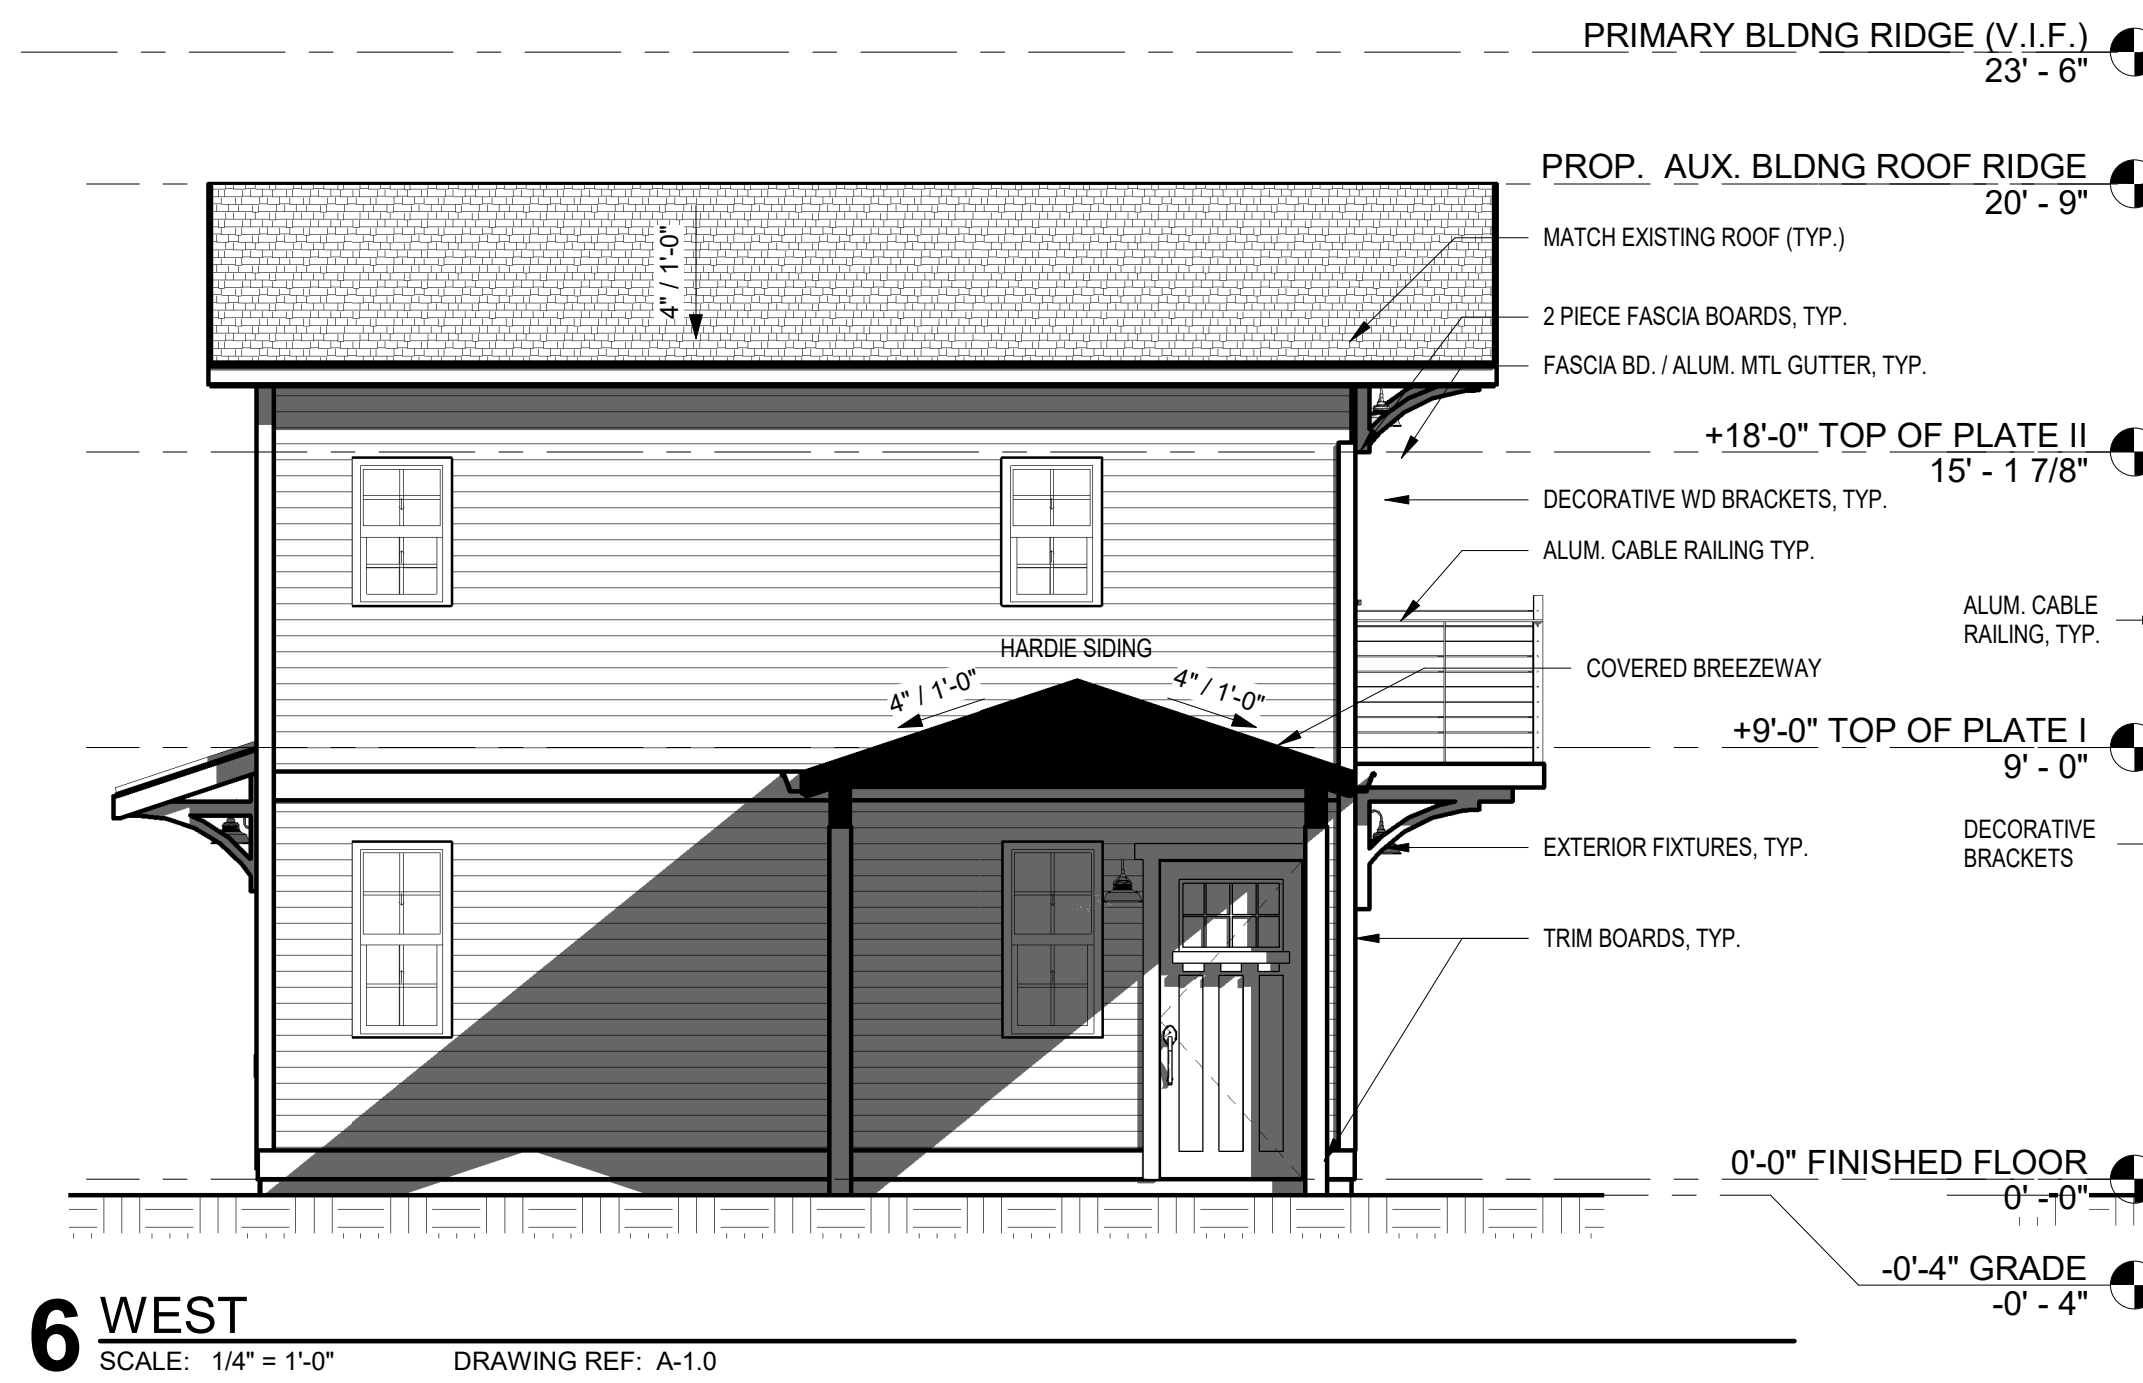 PRIMARY BLDNG RIDGE (V.I.F.)
23' - 6"
PROP. AUX. BLDNG ROOF RIDGE
20' - 9"
MATCH EXISTING ROOF (TYP.)
4" / 1'-0"
2 PIECE FASCIA BOARDS, TYP.
FASCIA BD. / ALUM. MTL GUTTER, TYP.
+18'-0" TOP OF PLATE II
15' - 1 7/8"
DECORATIVE WD BRACKETS, TYP.
ALUM. CABLE RAILING TYP.
ALUM. CABLE
RAILING, TYP.
HARDIE SIDING
4" / 1'-0"
4" / 1'-0"
COVERED BREEZEWAY
+9'-0" TOP OF PLATE I
9' - 0"
DECORATIVE
BRACKETS
EXTERIOR FIXTURES, TYP.
TRIM BOARDS, TYP.
0'-0" FINISHED FLOOR
0' - 0"
-0'-4" GRADE
-0' - 4"
6 WEST
SCALE: 1/4" = 1'-0" DRAWING REF: A-1.0